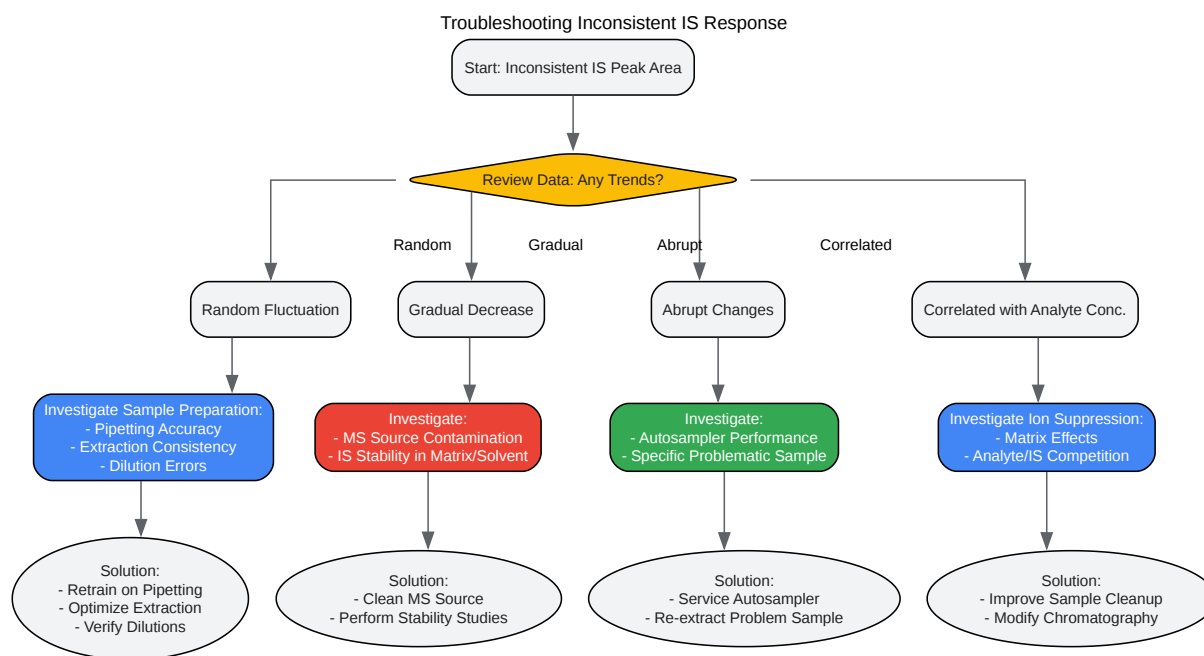 Troubleshooting Inconsistent IS Response
Start: Inconsistent IS Peak Area
Review Data: Any Trends?
Random
Gradual
Abrupt
Correlated
Random Fluctuation
Gradual Decrease
Abrupt Changes
Correlated with Analyte Conc.
Investigate Sample Preparation:
- Pipetting Accuracy
- Extraction Consistency
- Dilution Errors
Investigate:
- MS Source Contamination
- IS Stability in Matrix/Solvent
Investigate:
- Autosampler Performance
- Specific Problematic Sample
Investigate Ion Suppression:
- Matrix Effects
- Analyte/IS Competition
Solution:
- Retrain on Pipetting
- Optimize Extraction
- Verify Dilutions
Solution:
- Clean MS Source
- Perform Stability Studies
Solution:
- Service Autosampler
- Re-extract Problem Sample
Solution:
- Improve Sample Cleanup
- Modify Chromatography